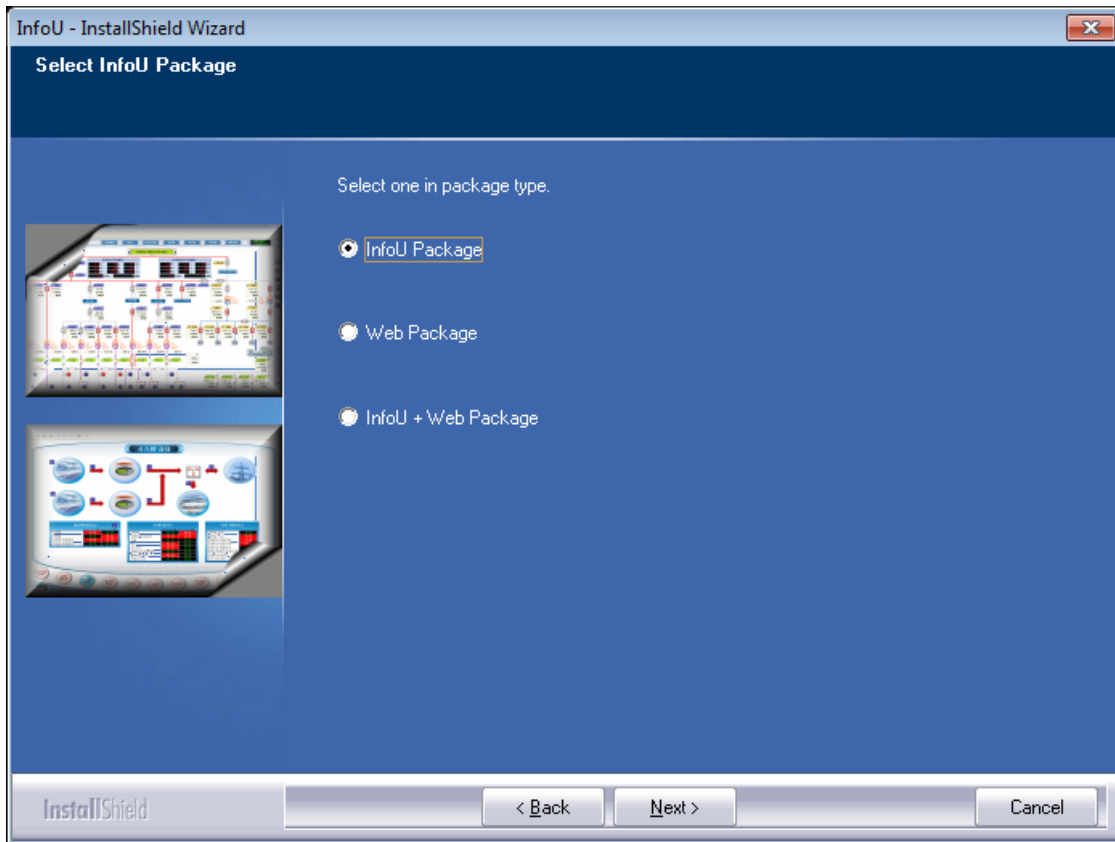 InfoU - InstallShield Wizard
Select InfoU Package
Select one in package type.
InfoU Package
Web Package
InfoU + Web Package
InstallShield
< Back
Next >
Cancel